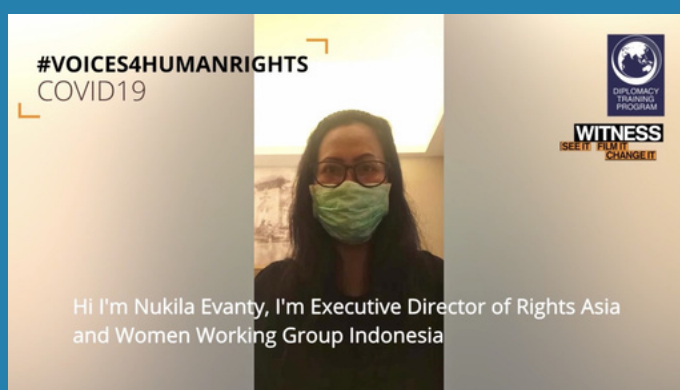 #VOICES4HUMANRIGHTS
COVID19
DIPLOMACY
TRAINING
PROGRAM
WITNESS
SEE IT FILM IT
CHANGE IT
Hi I'm Nukila Evanty, I'm Executive Director of Rights Asia
and Women Working Group Indonesia